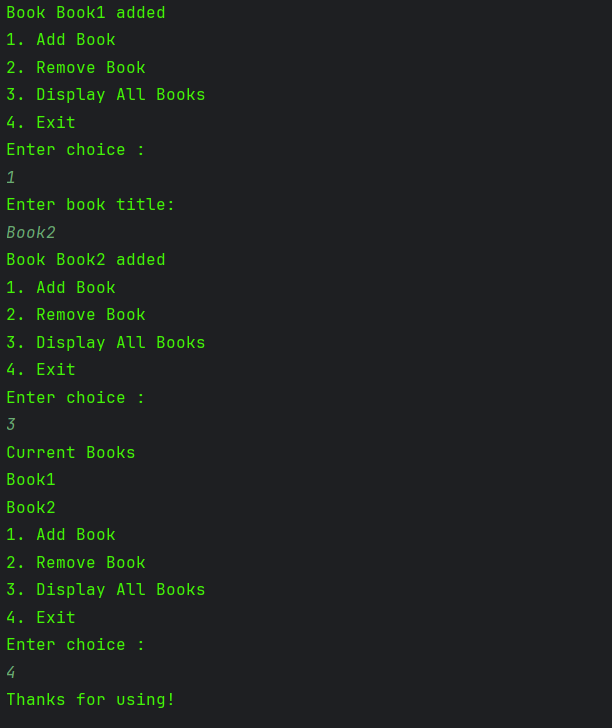 Book Book1 added
1. Add Book
2. Remove Book
3. Display All Books
4. Exit
Enter choice :
1
Enter book title:
Book2
Book Book2 added
1. Add Book
2. Remove Book
3. Display All Books
4. Exit
Enter choice :
3
Current Books
Book1
Book2
1. Add Book
2. Remove Book
3. Display All Books
4. Exit
Enter choice :
4
Thanks for using!